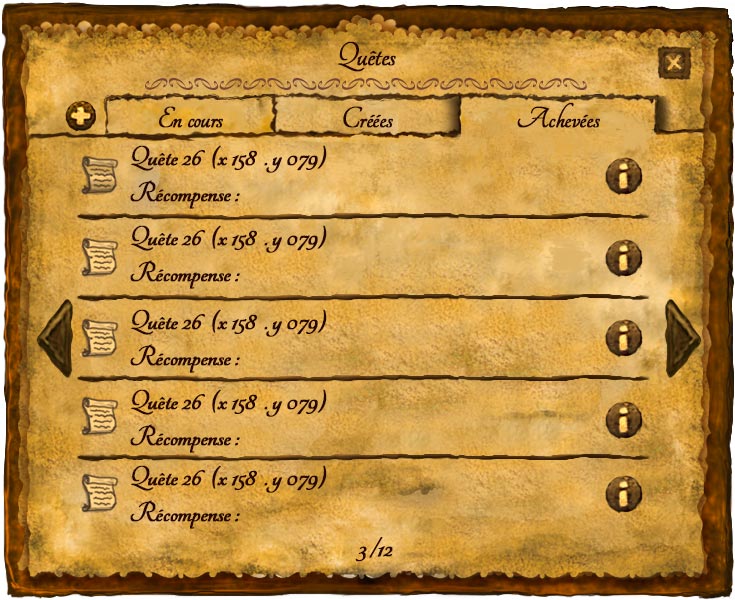 Quêtes
En cours Créées Achevées
Quête 26 (x 158 .y 079)
Récompense :
Quête 26 (x 158 .y 079)
Récompense :
Quête 26 (x 158 .y 079)
Récompense :
Quête 26 (x 158 .y 079)
Récompense :
Quête 26 (x 158 .y 079)
Récompense :
3/12